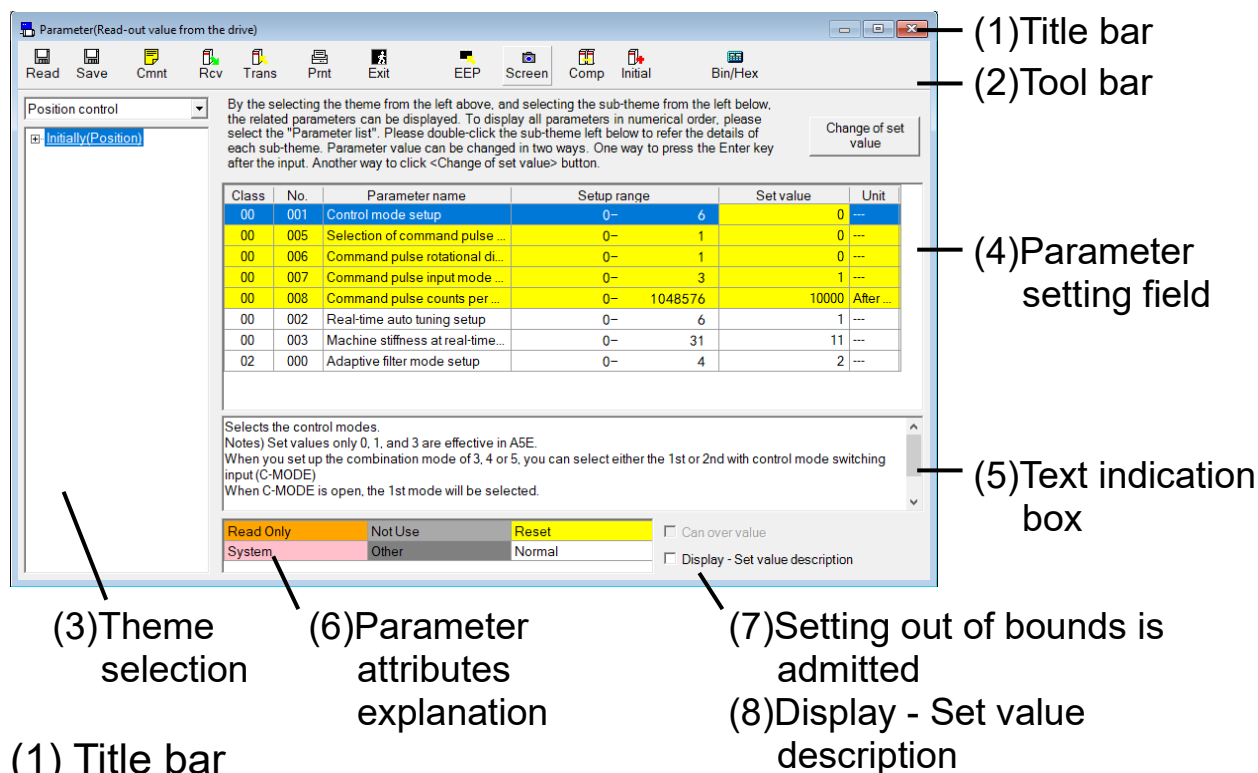 Parameter(Read-out value from the drive)
(1)Title bar
Read Save Cmnt Rcv Trans Prnt Exit EEP Screen Comp Initial Bin/Hex
(2)Tool bar
Position control
Initially(Position)
By the selecting the theme from the left above, and selecting the sub-theme from the left below,
the related parameters can be displayed. To display all parameters in numerical order, please
select the "Parameter list". Please double-click the sub-theme left below to refer the details of
each sub-theme. Parameter value can be changed in two ways. One way to press the Enter key
after the input. Another way to click <Change of set value> button.
Change of set
value
Class No. Parameter name Setup range Set value Unit
00 001 Control mode setup 0− 6 0 ---
00 005 Selection of command pulse ... 0− 1 0 ---
00 006 Command pulse rotational di... 0− 1 0 ---
00 007 Command pulse input mode ... 0− 3 1 ---
00 008 Command pulse counts per ... 0− 1048576 10000 After ...
00 002 Real-time auto tuning setup 0− 6 1 ---
00 003 Machine stiffness at real-time... 0− 31 11 ---
02 000 Adaptive filter mode setup 0− 4 2 ---
(4)Parameter
setting field
Selects the control modes.
Notes) Set values only 0, 1, and 3 are effective in A5E.
When you set up the combination mode of 3, 4 or 5, you can select either the 1st or 2nd with control mode switching
input (C-MODE)
When C-MODE is open, the 1st mode will be selected.
(5)Text indication
box
Read Only Not Use Reset
System Other Normal
Can over value
Display - Set value description
(3)Theme
selection
(6)Parameter
attributes
explanation
(7)Setting out of bounds is
admitted
(8)Display - Set value
description
(1) Title bar